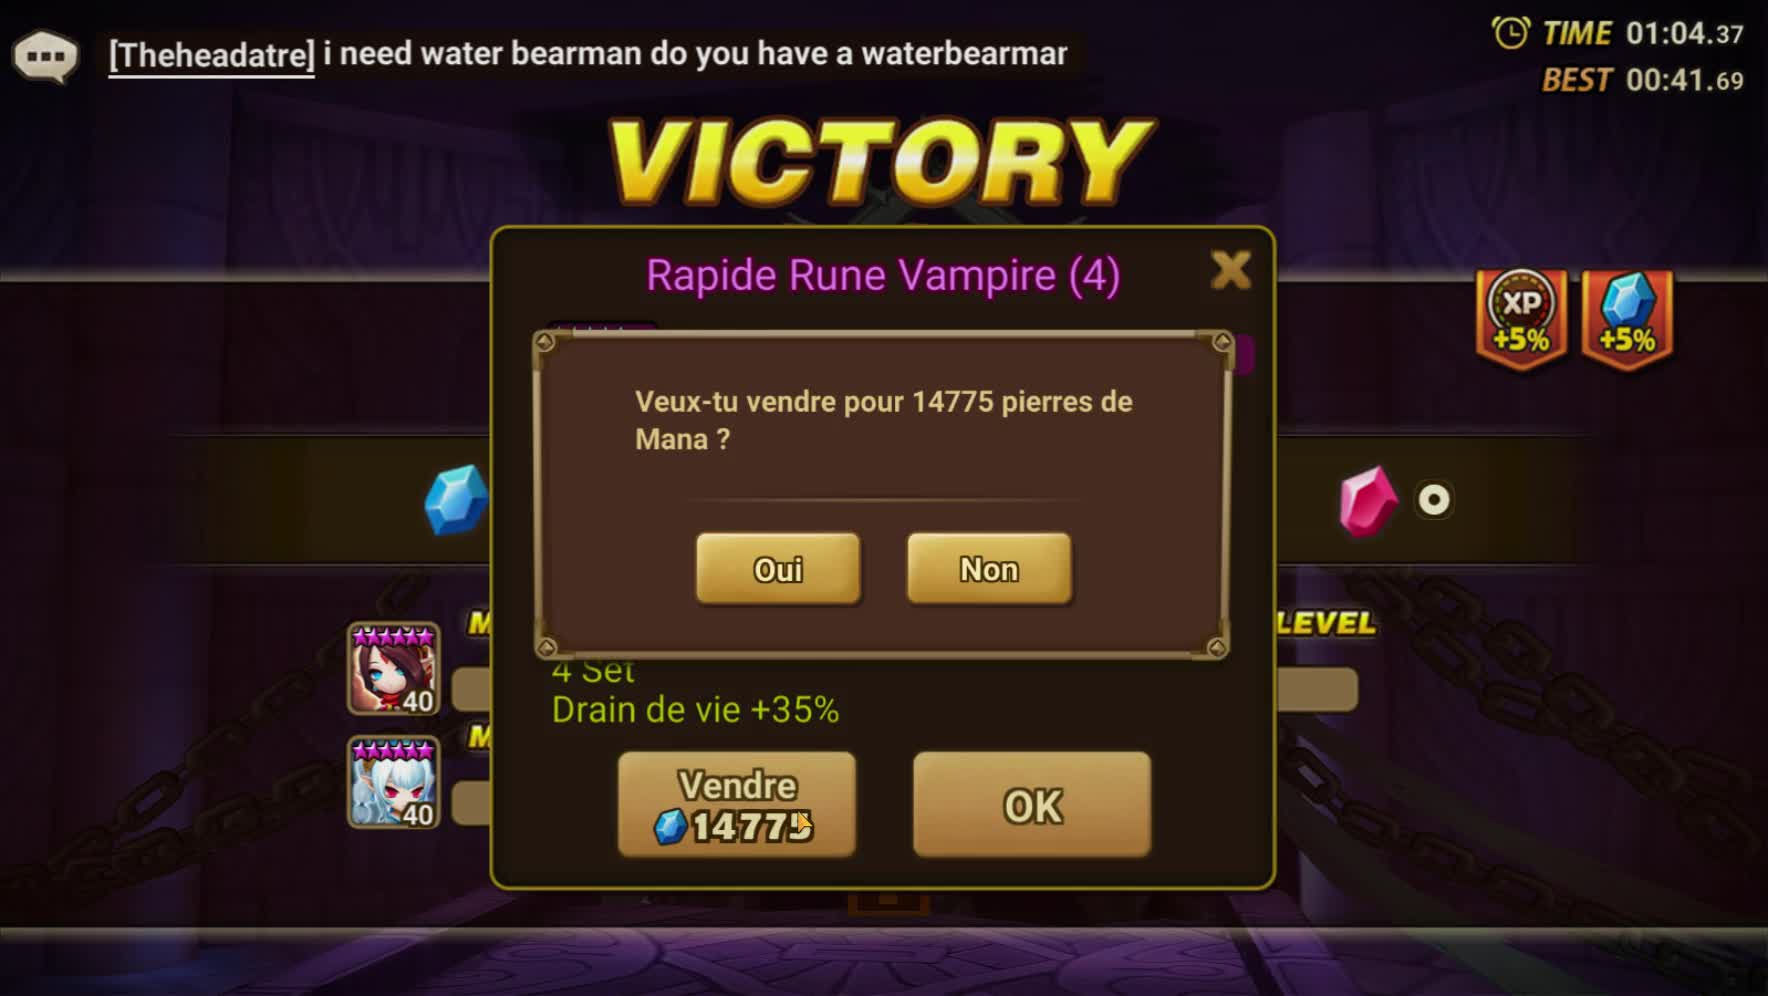 [Theheadatre] i need water bearman do you have a waterbearmar
TIME 01:04.37
BEST 00:41.69
VICTORY
Rapide Rune Vampire (4)
XP
+5%
+5%
Veux-tu vendre pour 14775 pierres de
Mana ?
Oui
Non
LEVEL
40
4 Set
Drain de vie +35%
40
Vendre
14775
OK